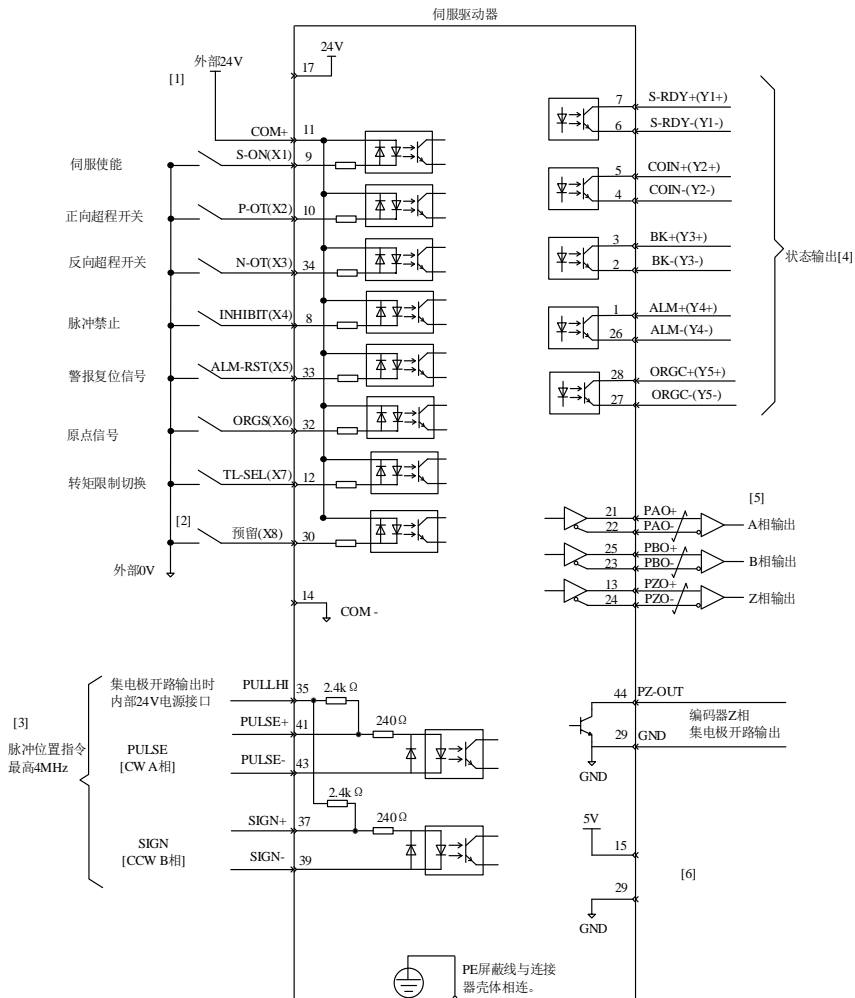 伺服驱动器
24V
17
外部24V
[1]
COM+ 11
S-ON(X1) 9
伺服使能
P-OT(X2) 10
正向超程开关
N-OT(X3) 34
反向超程开关
INHIBIT(X4) 8
脉冲禁止
ALM-RST(X5) 33
警报复位信号
ORGS(X6) 32
原点信号
TL-SEL(X7) 12
转矩限制切换
[2]
预留(X8) 30
外部0V
14
COM -
7 S-RDY+(Y1+)
6 S-RDY-(Y1-)
5 COIN+(Y2+)
4 COIN-(Y2-)
3 BK+(Y3+)
2 BK-(Y3-)
1 ALM+(Y4+)
26 ALM-(Y4-)
28 ORGC+(Y5+)
27 ORGC-(Y5-)
状态输出[4]
[5]
21 PAO+
22 PAO-
A相输出
25 PBO+
23 PBO-
B相输出
13 PZO+
24 PZO-
Z相输出
集电极开路输出时
内部24V电源接口
PULLHI 35
2.4kΩ
PULSE+ 41
240Ω
PULSE- 43
2.4kΩ
SIGN+ 37
240Ω
SIGN- 39
[3]
脉冲位置指令
最高4MHz
PULSE
[CW A相]
SIGN
[CCW B相]
44 PZ-OUT
编码器Z相
集电极开路输出
29 GND
GND
5V
15
[6]
29
GND
PE屏蔽线与连接
器壳体相连。